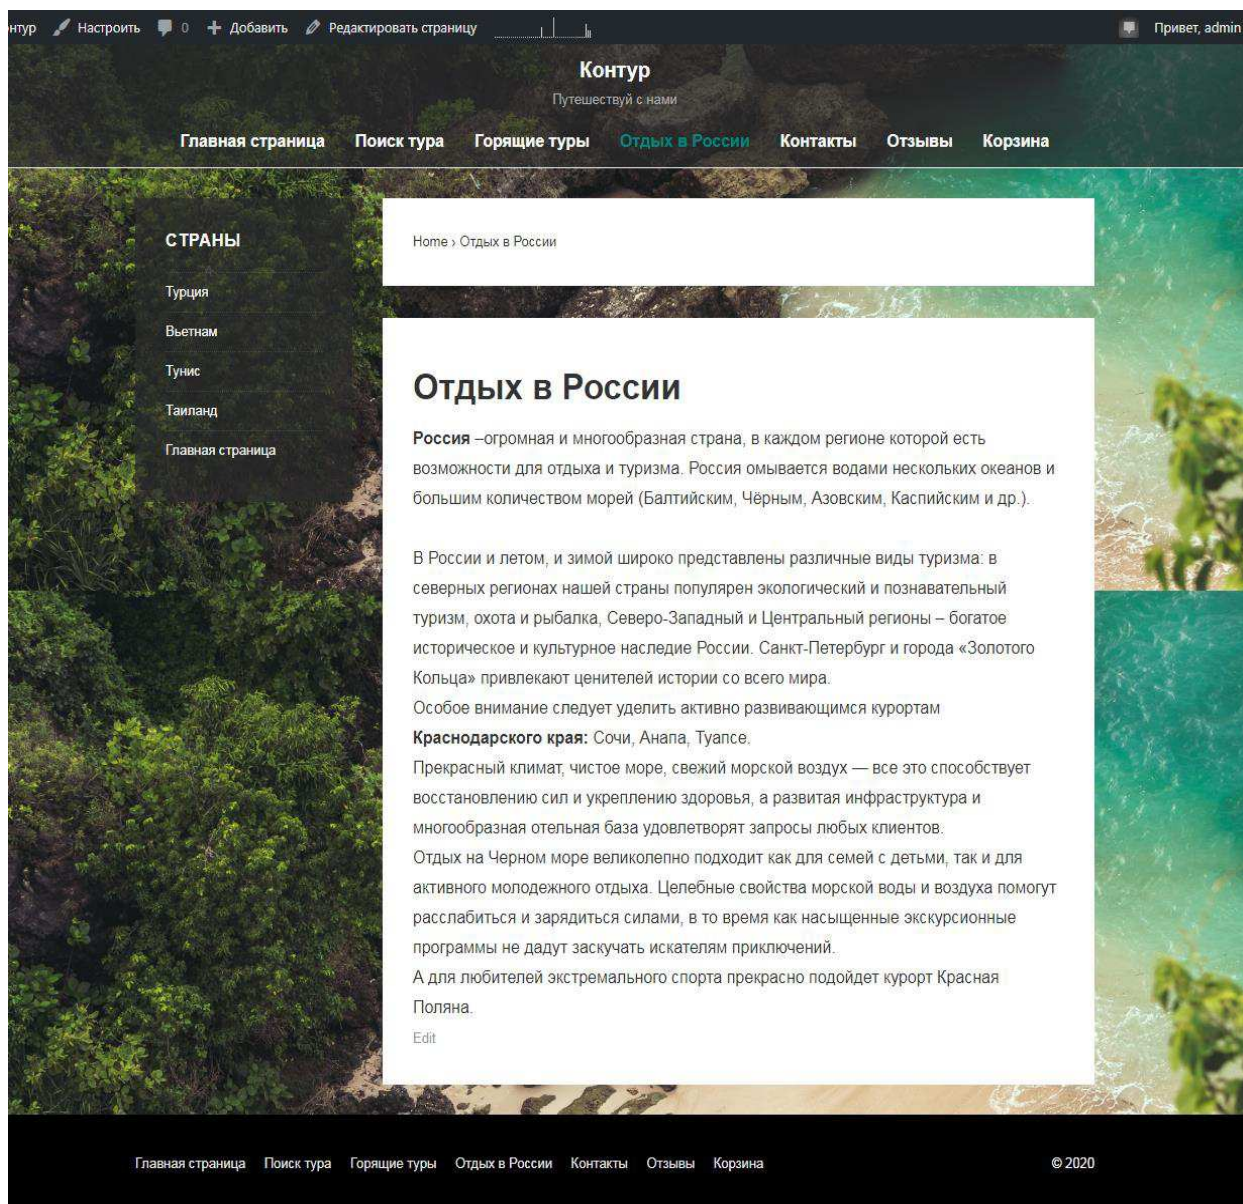 Настроить 0 Добавить Редактировать страницу Привет, admin
Контур
Путешествуй с нами
Главная страница Поиск тура Горящие туры Отдых в России Контакты Отзывы Корзина
СТРАНЫ
Турция
Вьетнам
Тунис
Таиланд
Главная страница
Home › Отдых в России
Отдых в России
Россия –огромная и многообразная страна, в каждом регионе которой есть
возможности для отдыха и туризма. Россия омывается водами нескольких океанов и
большим количеством морей (Балтийским, Чёрным, Азовским, Каспийским и др.).
В России и летом, и зимой широко представлены различные виды туризма: в
северных регионах нашей страны популярен экологический и познавательный
туризм, охота и рыбалка, Северо-Западный и Центральный регионы – богатое
историческое и культурное наследие России. Санкт-Петербург и города «Золотого
Кольца» привлекают ценителей истории со всего мира.
Особое внимание следует уделить активно развивающимся курортам
Краснодарского края: Сочи, Анапа, Туапсе.
Прекрасный климат, чистое море, свежий морской воздух — все это способствует
восстановлению сил и укреплению здоровья, а развитая инфраструктура и
многообразная отельная база удовлетворят запросы любых клиентов.
Отдых на Черном море великолепно подходит как для семей с детьми, так и для
активного молодежного отдыха. Целебные свойства морской воды и воздуха помогут
расслабиться и зарядиться силами, в то время как насыщенные экскурсионные
программы не дадут заскучать искателям приключений.
А для любителей экстремального спорта прекрасно подойдет курорт Красная
Поляна.
Edit
Главная страница Поиск тура Горящие туры Отдых в России Контакты Отзывы Корзина © 2020